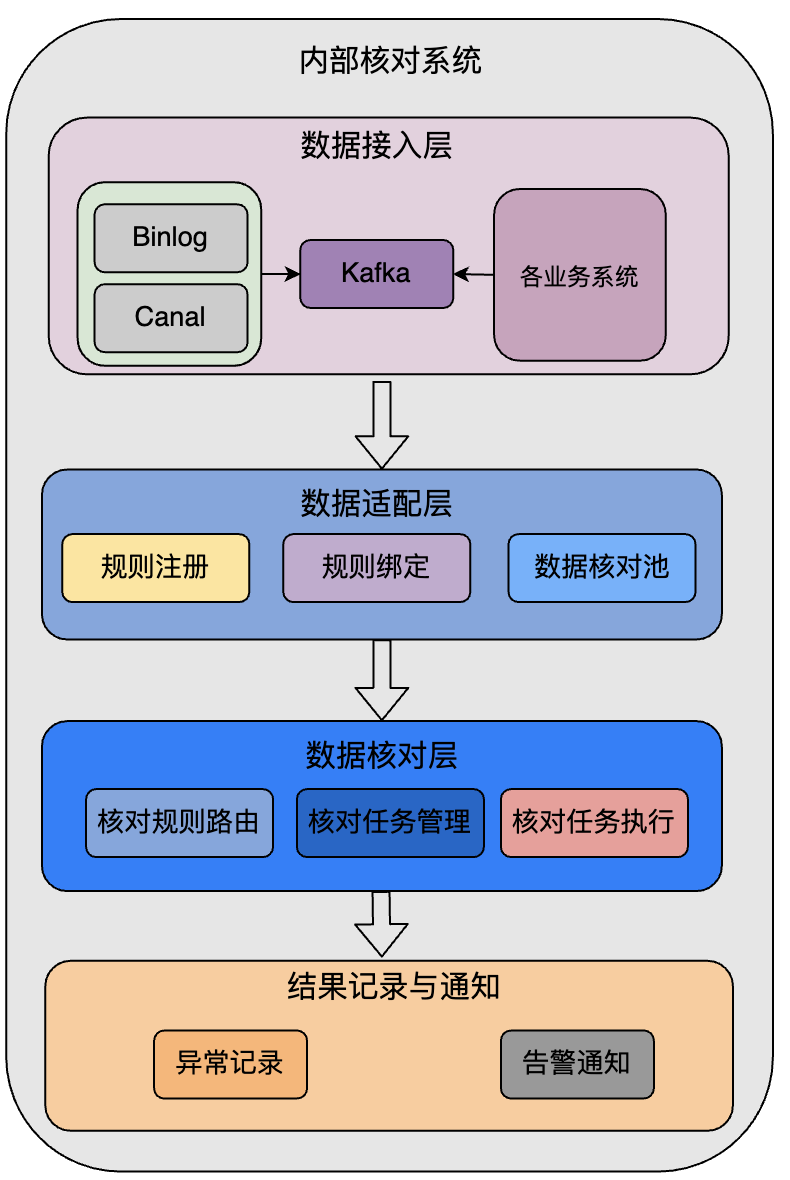 内部核对系统
数据接入层
Binlog
Canal
Kafka
各业务系统
数据适配层
规则注册
规则绑定
数据核对池
数据核对层
核对规则路由
核对任务管理
核对任务执行
结果记录与通知
异常记录
告警通知